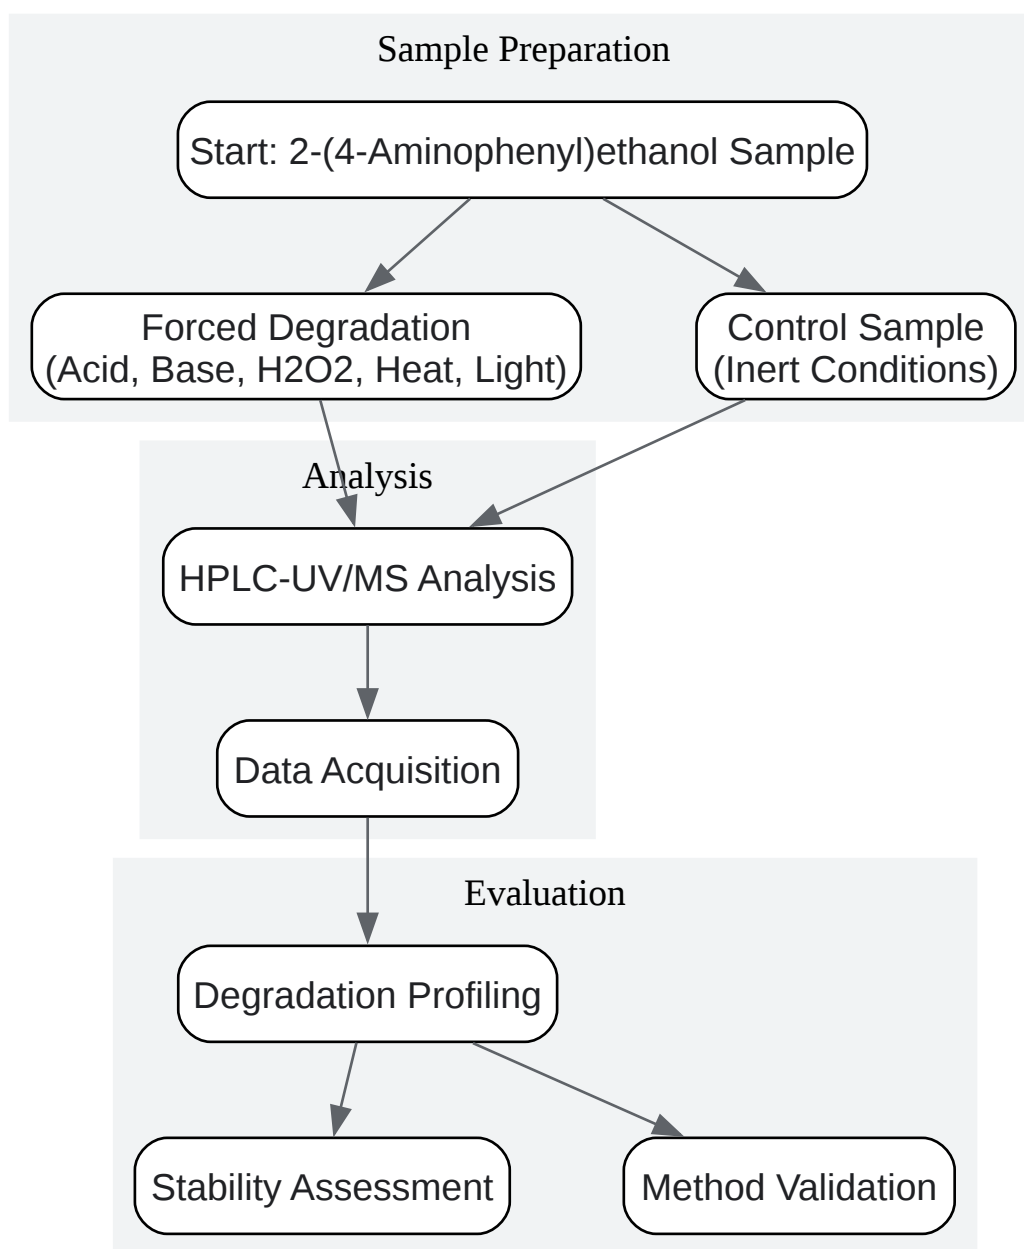 Sample Preparation
Start: 2-(4-Aminophenyl)ethanol Sample
Forced Degradation
(Acid, Base, H2O2, Heat, Light)
Control Sample
(Inert Conditions)
Analysis
HPLC-UV/MS Analysis
Data Acquisition
Evaluation
Degradation Profiling
Stability Assessment
Method Validation